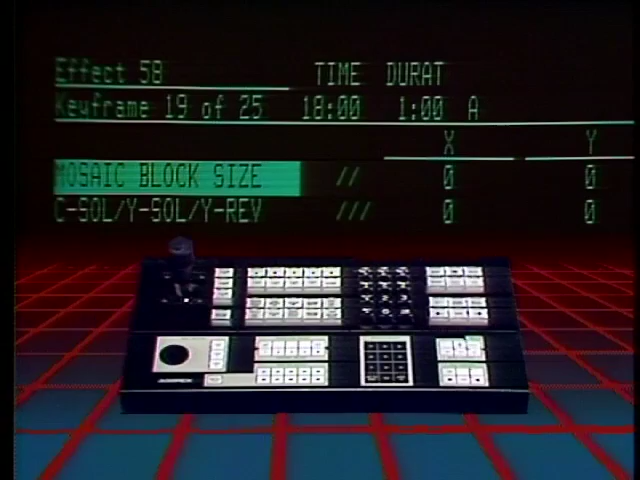 Effect 58 TIME DURAT
Keyframe 19 of 25 18:00 1:00 A
X Y
MOSAIC BLOCK SIZE // 0 0
C-SOL/Y-SOL/Y-REV /// 0 0
AMPEX